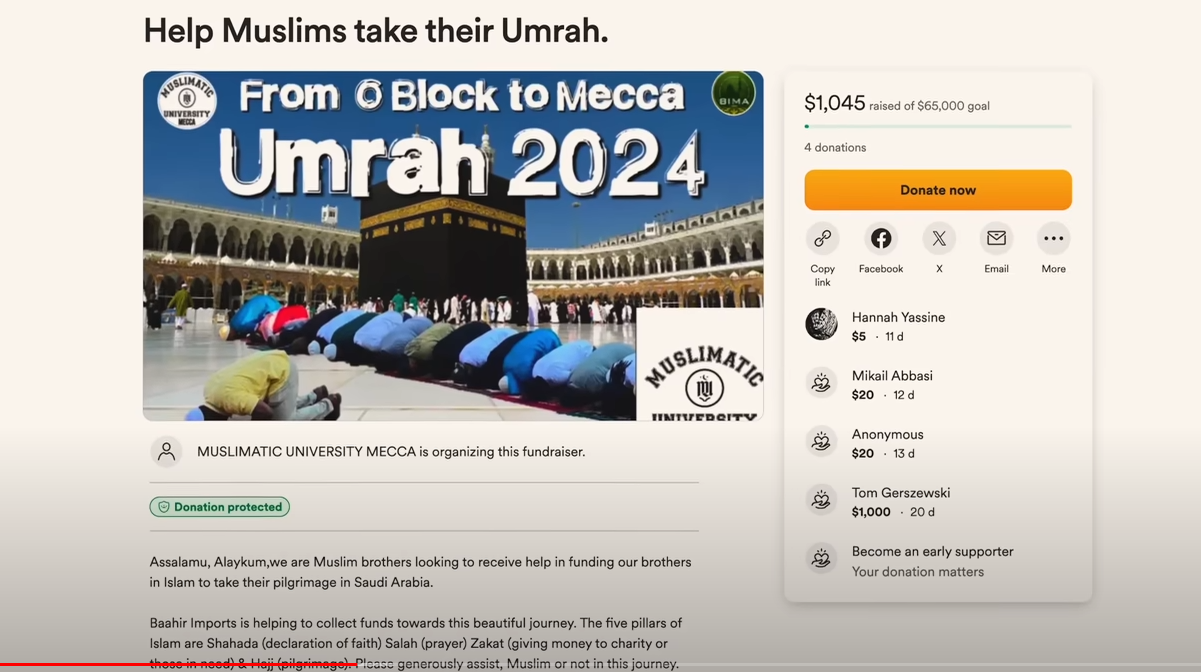 Help Muslims take their Umrah.
MUSLIMATIC
UNIVERSITY
MECCA
From O Block to Mecca
BIMA
Umrah 2024
MUSLIMATIC
UNIVERSITY
MUSLIMATIC UNIVERSITY MECCA is organizing this fundraiser.
Donation protected
Assalamu, Alaykum,we are Muslim brothers looking to receive help in funding our brothers
in Islam to take their pilgrimage in Saudi Arabia.
Baahir Imports is helping to collect funds towards this beautiful journey. The five pillars of
Islam are Shahada (declaration of faith) Salah (prayer) Zakat (giving money to charity or
those in need) & Hajj (pilgrimage). Please generously assist, Muslim or not in this journey.
$1,045 raised of $65,000 goal
4 donations
Donate now
Copy link
Facebook
X
Email
More
Hannah Yassine
$5 · 11 d
Mikail Abbasi
$20 · 12 d
Anonymous
$20 · 13 d
Tom Gerszewski
$1,000 · 20 d
Become an early supporter
Your donation matters